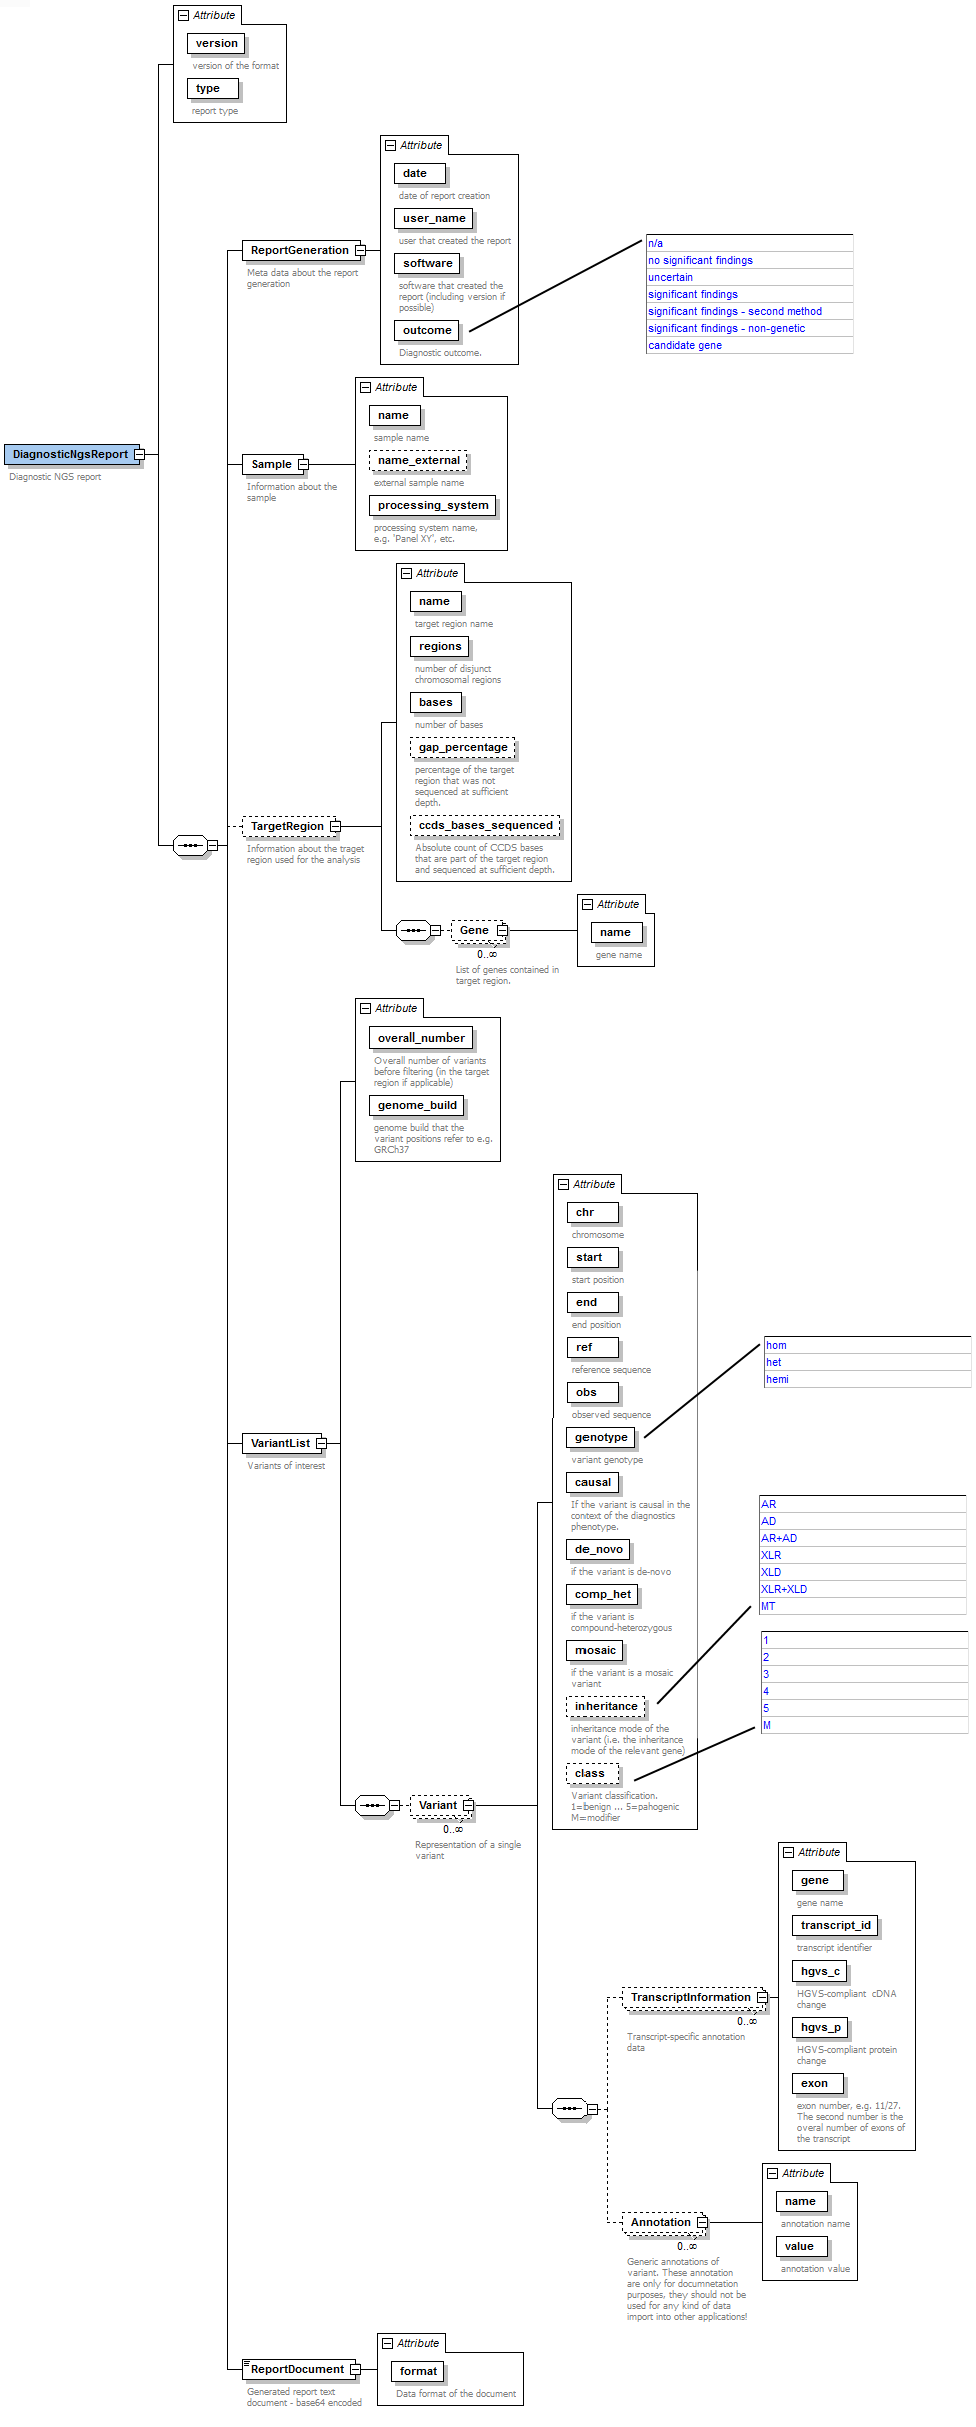 Attribute
version
version of the format
type
report type
Attribute
date
date of report creation
user_name
user that created the report
software
software that created the
report (including version if
possible)
outcome
Diagnostic outcome.
ReportGeneration
Meta data about the report
generation
n/a
no significant findings
uncertain
significant findings
significant findings - second method
significant findings - non-genetic
candidate gene
DiagnosticNgsReport
Diagnostic NGS report
Attribute
name
sample name
name_external
external sample name
processing_system
processing system name,
e.g. 'Panel XY', etc.
Sample
Information about the
sample
Attribute
name
target region name
regions
number of disjunct
chromosomal regions
bases
number of bases
gap_percentage
percentage of the target
region that was not
sequenced at sufficient
depth.
ccds_bases_sequenced
Absolute count of CCDS bases
that are part of the target region
and sequenced at sufficient depth.
TargetRegion
Information about the traget
region used for the analysis
Gene
0..∞
List of genes contained in
target region.
Attribute
name
gene name
Attribute
overall_number
Overall number of variants
before filtering (in the target
region if applicable)
genome_build
genome build that the
variant positions refer to e.g.
GRCh37
VariantList
Variants of interest
Attribute
chr
chromosome
start
start position
end
end position
ref
reference sequence
obs
observed sequence
genotype
variant genotype
causal
If the variant is causal in the
context of the diagnostics
phenotype.
de_novo
if the variant is de-novo
comp_het
if the variant is
compound-heterozygous
mosaic
if the variant is a mosaic
variant
inheritance
inheritance mode of the
variant (i.e. the inheritance
mode of the relevant gene)
class
Variant classification.
1=benign ... 5=pahogenic
M=modifier
hom
het
hemi
AR
AD
AR+AD
XLR
XLD
XLR+XLD
MT
1
2
3
4
5
M
Variant
0..∞
Representation of a single
variant
Attribute
gene
gene name
transcript_id
transcript identifier
hgvs_c
HGVS-compliant cDNA
change
hgvs_p
HGVS-compliant protein
change
exon
exon number, e.g. 11/27.
The second number is the
overal number of exons of
the transcript
TranscriptInformation
0..∞
Transcript-specific annotation
data
Attribute
name
annotation name
value
annotation value
Annotation
0..∞
Generic annotations of
variant. These annotation
are only for documnetation
purposes, they should not be
used for any kind of data
import into other applications!
Attribute
format
Data format of the document
ReportDocument
Generated report text
document - base64 encoded